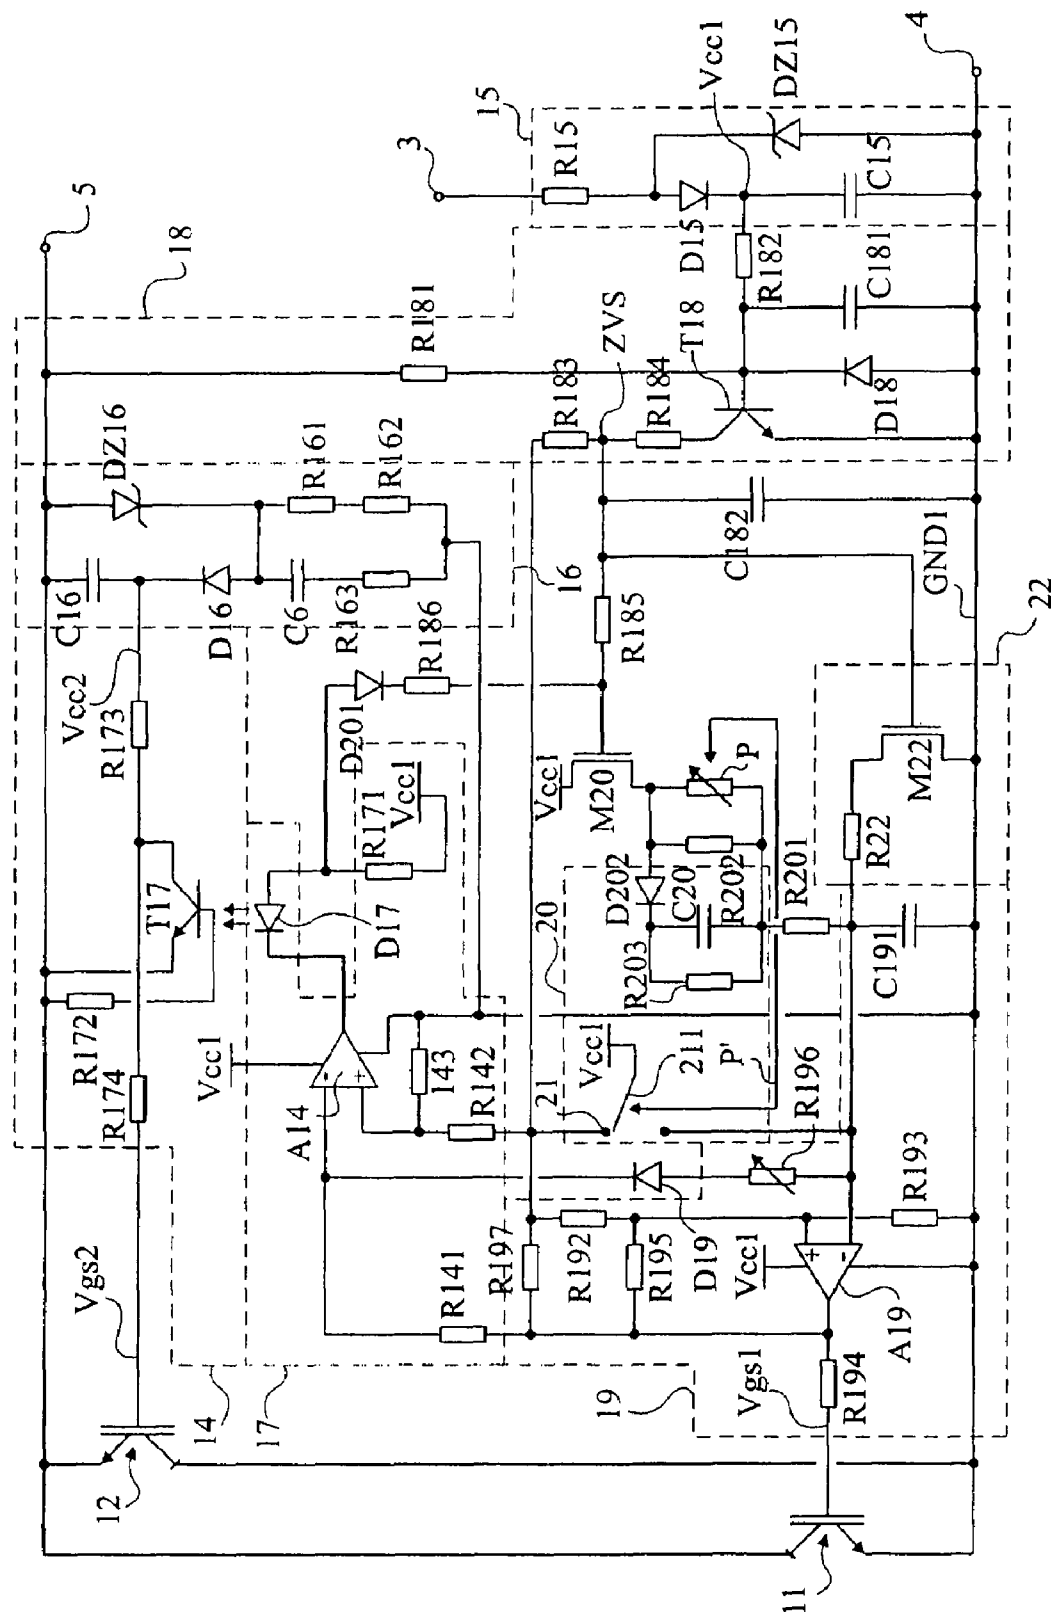 5
18
4
Vcc1
15
DZ15
3
R15
C15
D15
R182
C181
R181
ZVS
T18
R183
R184
D18
DZ16
R161
R162
C182
GND1
22
16
C16
D16
C6
R163
R186
R185
Vcc2
R173
D201
R171
Vcc1
Vcc1
M20
P
M22
R22
T17
D17
D202
C20
R202
R201
20
R203
C191
R172
R174
Vcc1
A14
143
R142
21
Vcc1
211
P'
R196
R193
Vgs2
R141
R197
R192
R195
D19
Vcc1
A19
14
17
19
Vgs1
R194
12
11